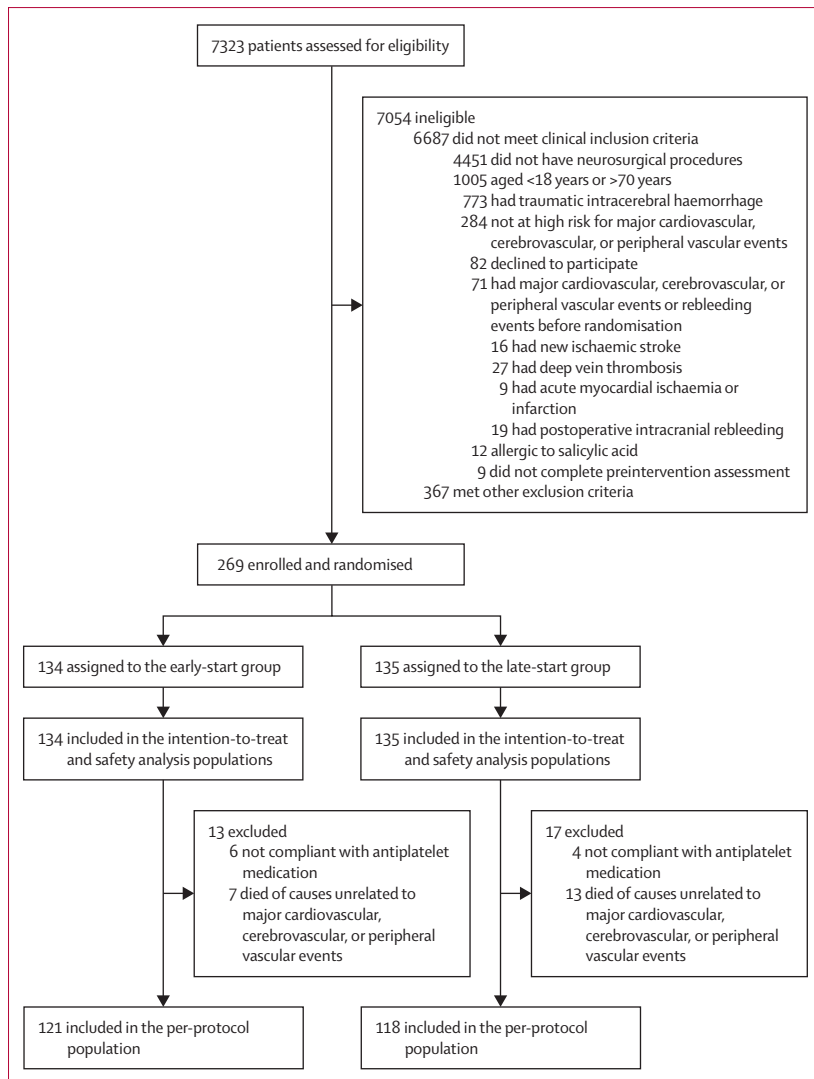 7323 patients assessed for eligibility
7054 ineligible
6687 did not meet clinical inclusion criteria
4451 did not have neurosurgical procedures
1005 aged <18 years or >70 years
773 had traumatic intracerebral haemorrhage
284 not at high risk for major cardiovascular,
cerebrovascular, or peripheral vascular events
82 declined to participate
71 had major cardiovascular, cerebrovascular, or
peripheral vascular events or rebleeding
events before randomisation
16 had new ischaemic stroke
27 had deep vein thrombosis
9 had acute myocardial ischaemia or
infarction
19 had postoperative intracranial rebleeding
12 allergic to salicylic acid
9 did not complete preintervention assessment
367 met other exclusion criteria
269 enrolled and randomised
134 assigned to the early-start group
135 assigned to the late-start group
134 included in the intention-to-treat
and safety analysis populations
135 included in the intention-to-treat
and safety analysis populations
13 excluded
6 not compliant with antiplatelet
medication
7 died of causes unrelated to
major cardiovascular,
cerebrovascular, or peripheral
vascular events
17 excluded
4 not compliant with antiplatelet
medication
13 died of causes unrelated to
major cardiovascular,
cerebrovascular, or peripheral
vascular events
121 included in the per-protocol
population
118 included in the per-protocol
population